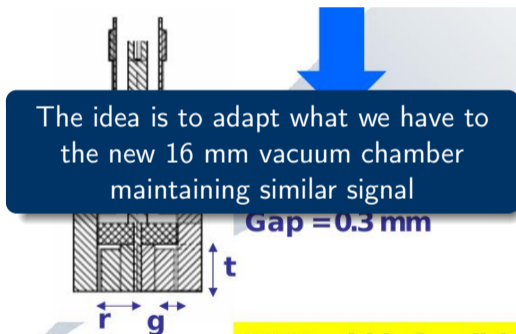 The idea is to adapt what we have to
the new 16 mm vacuum chamber
maintaining similar signal
Gap = 0.3 mm
t
r g